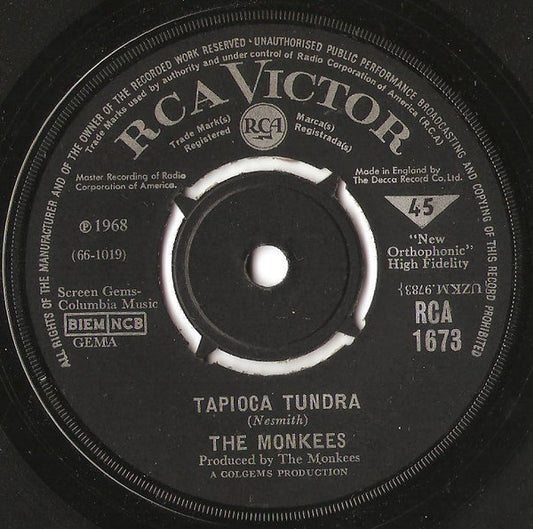 ALL RIGHTS OF THE MANUFACTURER AND OF THE OWNER OF THE RECORDED WORK RESERVED · UNAUTHORISED PUBLIC PERFORMANCE BROADCASTING AND COPYING OF THIS RECORD PROHIBITED
Trade Marks used by authority and under control of Radio Corporation of America (R.C.A)
RCA VICTOR
Trade Mark(s)
Registered
RCA
Marca(s)
Registrada(s)
Master Recording of Radio
Corporation of America.
Made in England by
The Decca Record Co., Ltd.
℗ 1968
(66-1019)
45
"New
Orthophonic"
High Fidelity
Screen Gems-
Columbia Music
BIEM NCB
GEMA
UZKM.9783}
RCA
1673
TAPIOCA TUNDRA
(Nesmith)
THE MONKEES
Produced by The Monkees
A COLGEMS PRODUCTION